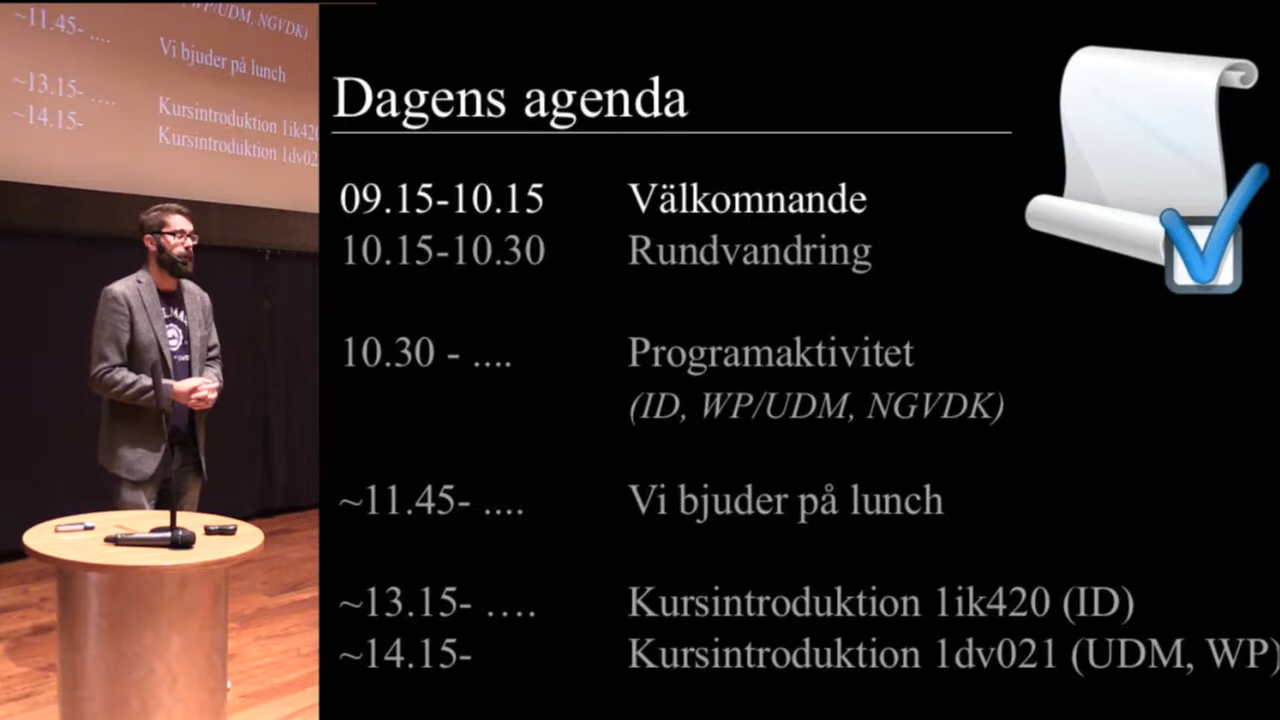 /UDM, NGVDK)
~11.45- ....
Vi bjuder på lunch
~13.15- ....
Kursintroduktion 1ik420
~14.15-
Kursintroduktion 1dv02
Dagens agenda
09.15-10.15 Välkomnande
10.15-10.30 Rundvandring
10.30 - .... Programaktivitet
(ID, WP/UDM, NGVDK)
~11.45- .... Vi bjuder på lunch
~13.15- .... Kursintroduktion 1ik420 (ID)
~14.15- Kursintroduktion 1dv021 (UDM, WP)